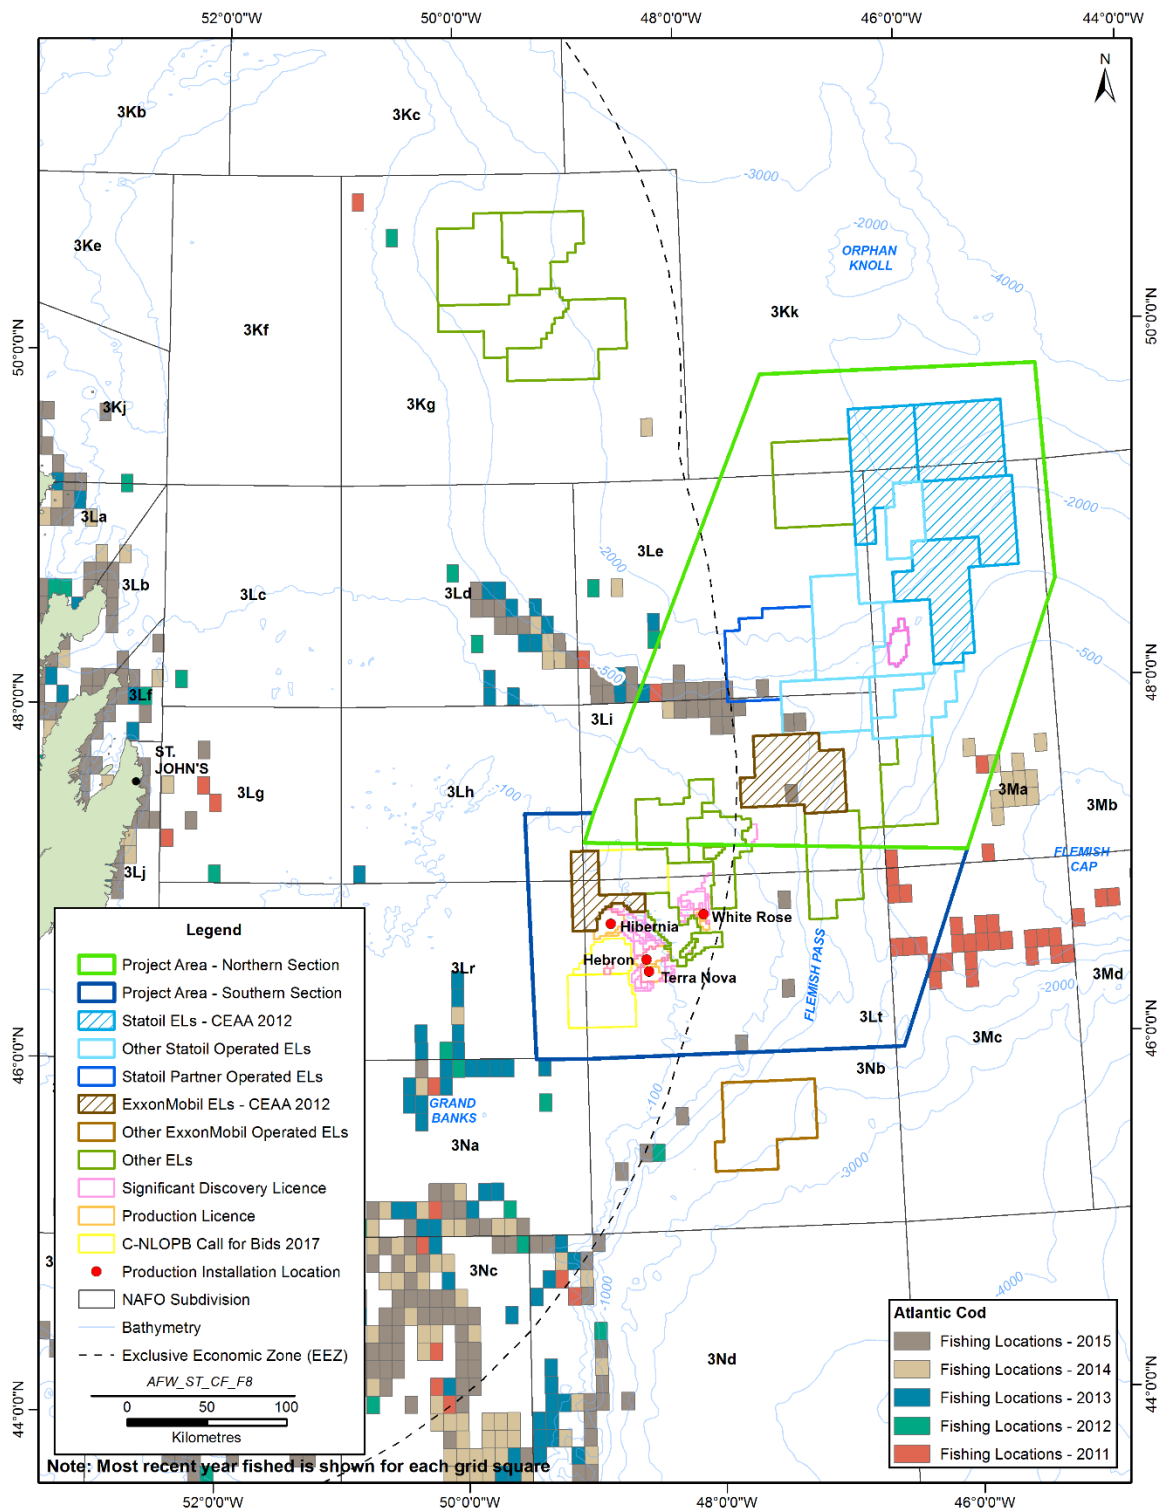 52°0'0"W
50°0'0"W
48°0'0"W
46°0'0"W
44°0'0"W
N
3Kb
3Kc
-3000
-2000
3Ke
ORPHAN
KNOLL
-4000
50°0'0"N
50°0'0"N
3Kf
3Kk
3Kj
3Kg
-2000
3La
3Le
-2000
3Lb
3Lc
3Ld
-500
-500
3Lf
48°0'0"N
48°0'0"N
3Li
ST.
JOHN'S
3Lg
3Lh
-100
3Ma
3Mb
FLEMISH
CAP
3Lj
White Rose
Hibernia
Hebron
Terra Nova
3Lr
FLEMISH PASS
3Md
-2000
3Lt
3Mc
46°0'0"N
46°0'0"N
3Nb
GRAND
BANKS
-100
3Na
-3000
3
3Nc
-1000
-4000
3Nd
44°0'0"N
44°0'0"N
Legend
Project Area - Northern Section
Project Area - Southern Section
Statoil ELs - CEAA 2012
Other Statoil Operated ELs
Statoil Partner Operated ELs
ExxonMobil ELs - CEAA 2012
Other ExxonMobil Operated ELs
Other ELs
Significant Discovery Licence
Production Licence
C-NLOPB Call for Bids 2017
Production Installation Location
NAFO Subdivision
Bathymetry
Exclusive Economic Zone (EEZ)
AFW_ST_CF_F8
0 50 100
Kilometres
Atlantic Cod
Fishing Locations - 2015
Fishing Locations - 2014
Fishing Locations - 2013
Fishing Locations - 2012
Fishing Locations - 2011
Note: Most recent year fished is shown for each grid square
52°0'0"W
50°0'0"W
48°0'0"W
46°0'0"W